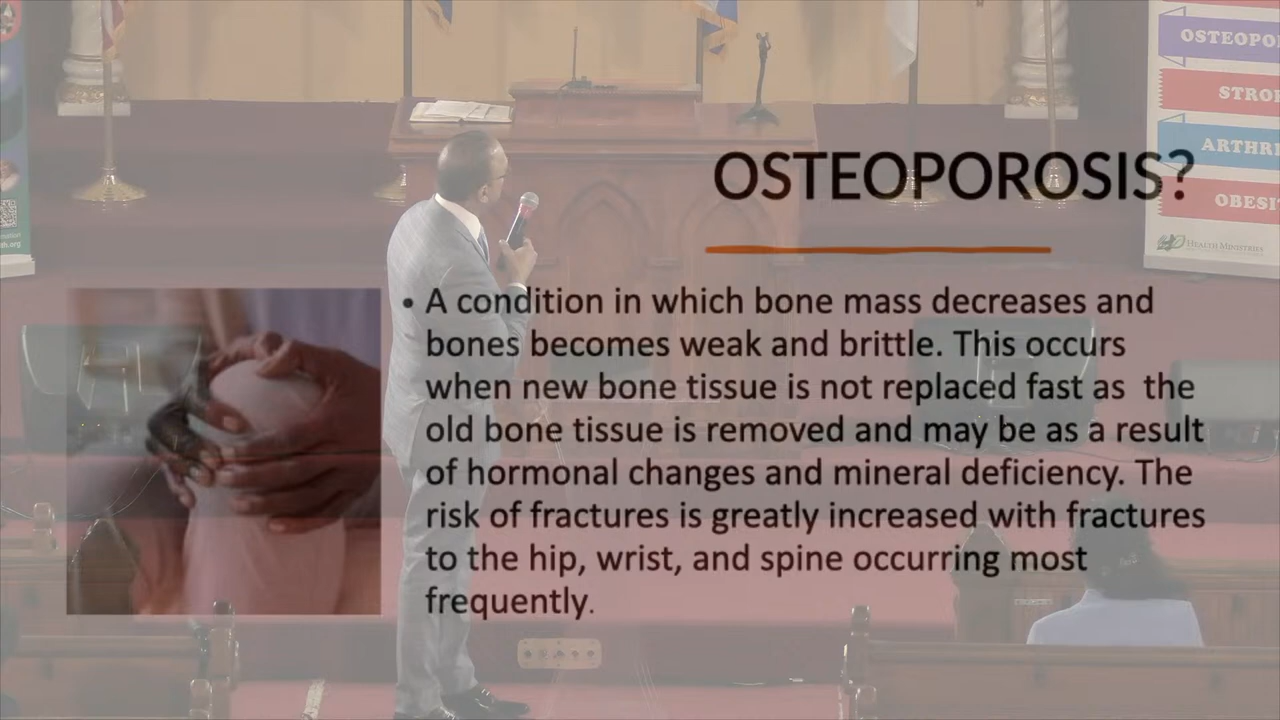 OSTEOPO
STRO
ARTHRI
OBESI
HEALTH MINISTRIES
OSTEOPOROSIS?
• A condition in which bone mass decreases and
bones becomes weak and brittle. This occurs
when new bone tissue is not replaced fast as the
old bone tissue is removed and may be as a result
of hormonal changes and mineral deficiency. The
risk of fractures is greatly increased with fractures
to the hip, wrist, and spine occurring most
frequently.